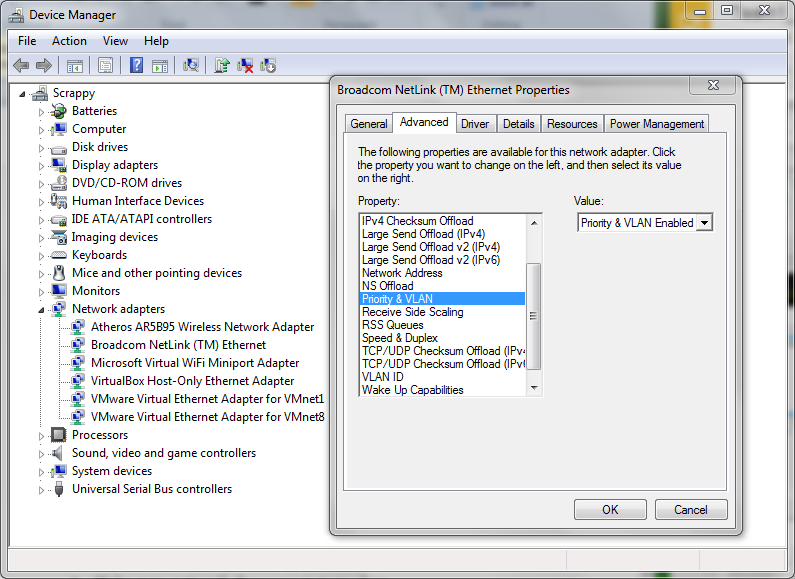 Device Manager
File Action View Help
Scrappy
Batteries
Computer
Disk drives
Display adapters
DVD/CD-ROM drives
Human Interface Devices
IDE ATA/ATAPI controllers
Imaging devices
Keyboards
Mice and other pointing devices
Monitors
Network adapters
Atheros AR5B95 Wireless Network Adapter
Broadcom NetLink (TM) Ethernet
Microsoft Virtual WiFi Miniport Adapter
VirtualBox Host-Only Ethernet Adapter
VMware Virtual Ethernet Adapter for VMnet1
VMware Virtual Ethernet Adapter for VMnet8
Processors
Sound, video and game controllers
System devices
Universal Serial Bus controllers
Broadcom NetLink (TM) Ethernet Properties
General Advanced Driver Details Resources Power Management
The following properties are available for this network adapter. Click
the property you want to change on the left, and then select its value
on the right.
Property:
IPv4 Checksum Offload
Large Send Offload (IPv4)
Large Send Offload v2 (IPv4)
Large Send Offload v2 (IPv6)
Network Address
NS Offload
Priority & VLAN
Receive Side Scaling
RSS Queues
Speed & Duplex
TCP/UDP Checksum Offload (IPv4
TCP/UDP Checksum Offload (IPv6
VLAN ID
Wake Up Capabilities
Value:
Priority & VLAN Enabled
OK Cancel